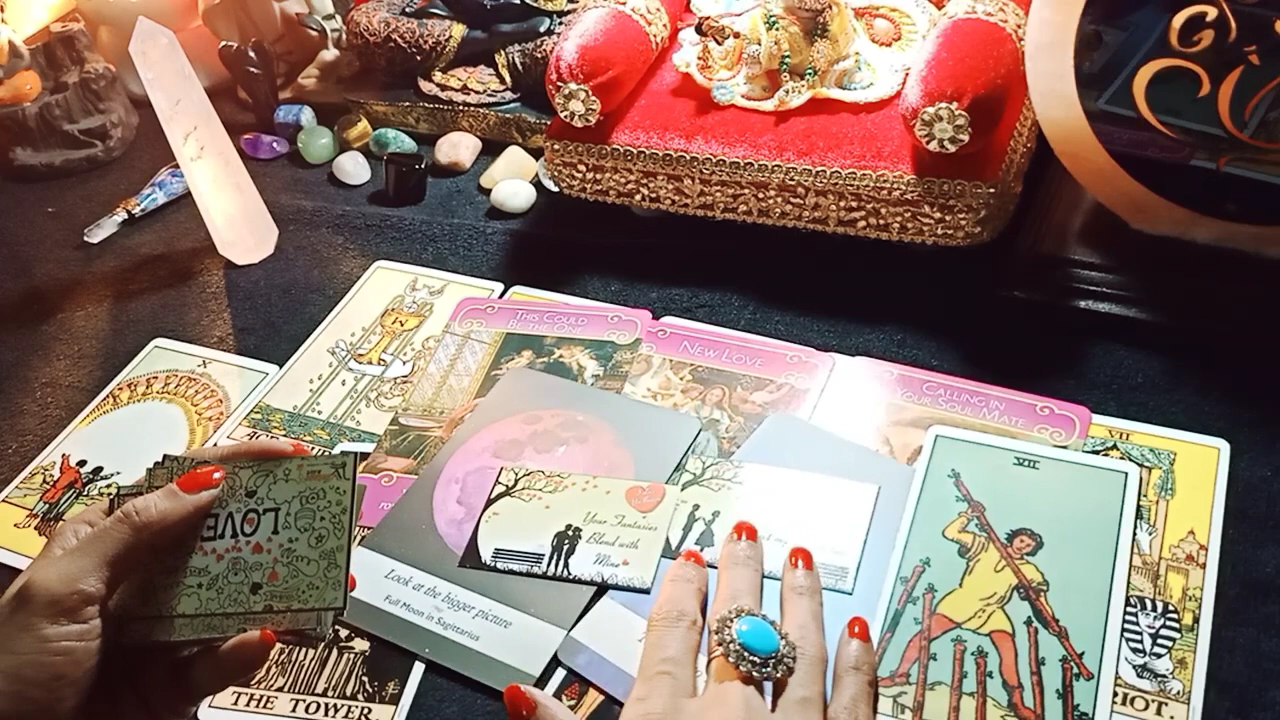 THIS COULD
BE THE ONE
NEW LOVE
CALLING IN
YOUR SOUL MATE
X
VII
VII
LOVE
Your Fantasies
Blend with
Mine
Look at the bigger picture
Full Moon in Sagittarius
THE TOWER.
IOT.